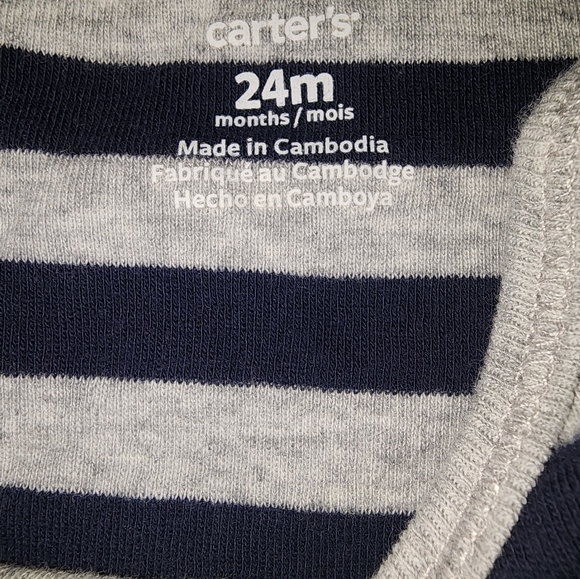 carter's
24m
months / mois
Made in Cambodia
Fabriqué au Cambodge
Hecho en Camboya